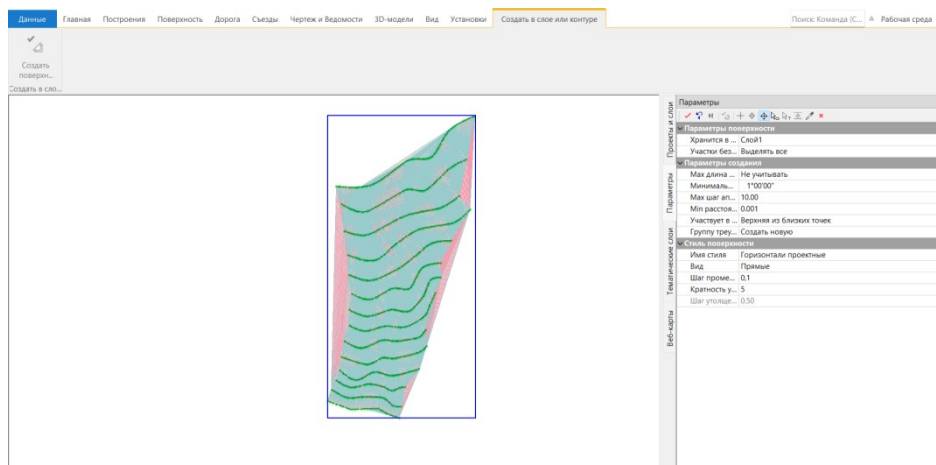 Данные Главная Построения Поверхность Дорога Съезды Чертеж и Ведомости 3D-модели Вид Установки Создать в слое или контуре Поиск: Команда (С... Рабочая среда
Создать
поверхн...
Создать в сло...
Проекты и слои
Параметры
Тематические слои
Веб-карты
Параметры
Параметры поверхности
Хранится в ... Слой1
Участки без... Выделять все
Параметры создания
Мах длина ... Не учитывать
Минималь... 1°00'00"
Мах шаг ап... 10.00
Min расстоя... 0.001
Участвует в ... Верхняя из близких точек
Группу треу... Создать новую
Стиль поверхности
Имя стиля Горизонтали проектные
Вид Прямые
Шаг проме... 0,1
Кратность у... 5
Шаг утолще... 0.50